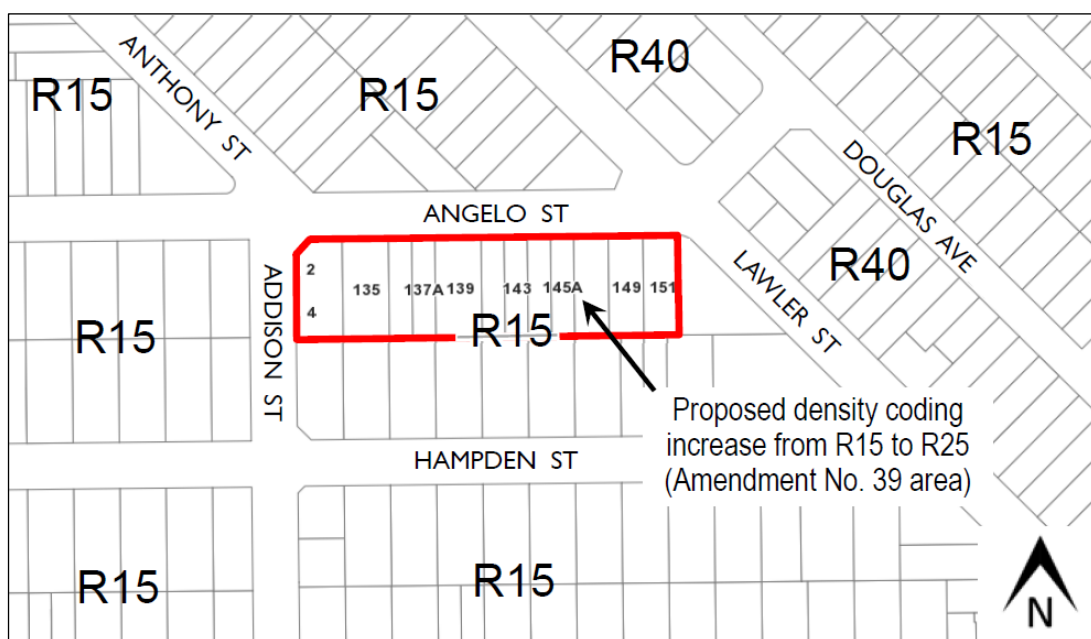 ANTHONY ST
R15
R15
R40
R15
DOUGLAS AVE
ANGELO ST
R40
LAWLER ST
ADDISON ST
2
4
135
137A
139
143
145A
149
151
R15
R15
Proposed density coding
increase from R15 to R25
(Amendment No. 39 area)
HAMPDEN ST
R15
R15
N